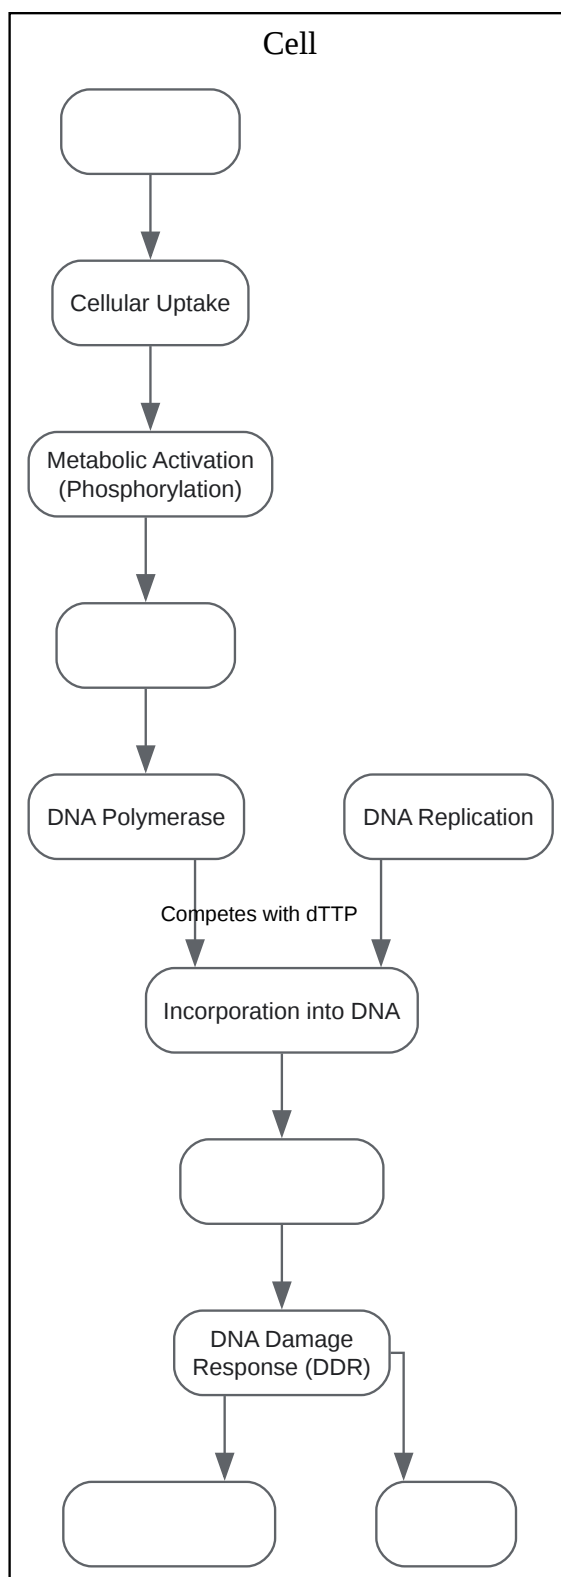 Cell
Cellular Uptake
Metabolic Activation
(Phosphorylation)
DNA Polymerase
DNA Replication
Competes with dTTP
Incorporation into DNA
DNA Damage
Response (DDR)